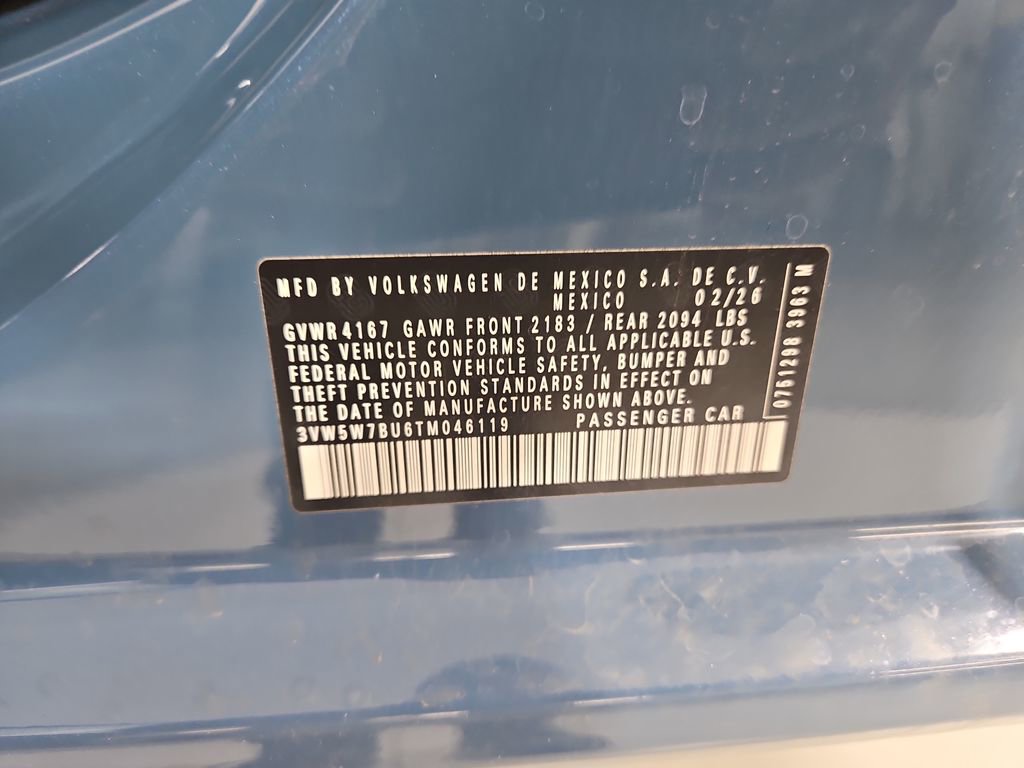 MFD BY VOLKSWAGEN DE MEXICO S.A. DE C.V.
MEXICO 02/26
GVWR 4167 GAWR FRONT 2183 / REAR 2094 LBS
THIS VEHICLE CONFORMS TO ALL APPLICABLE U.S.
FEDERAL MOTOR VEHICLE SAFETY, BUMPER AND
THEFT PREVENTION STANDARDS IN EFFECT ON
THE DATE OF MANUFACTURE SHOWN ABOVE.
3VW5W7BU6TM046119 PASSENGER CAR
0761298 3963 M